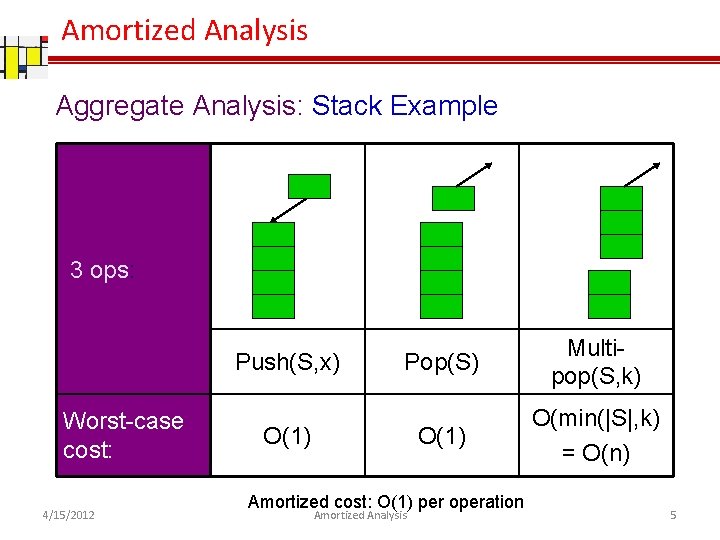 Amortized Analysis
Aggregate Analysis: Stack Example
3 ops
Push(S,x)
Pop(S)
Multi-
pop(S,k)
Worst-case
cost:
O(1)
O(1)
O(min(|S|,k)
= O(n)
Amortized cost: O(1) per operation
4/15/2012
Amortized Analysis
5